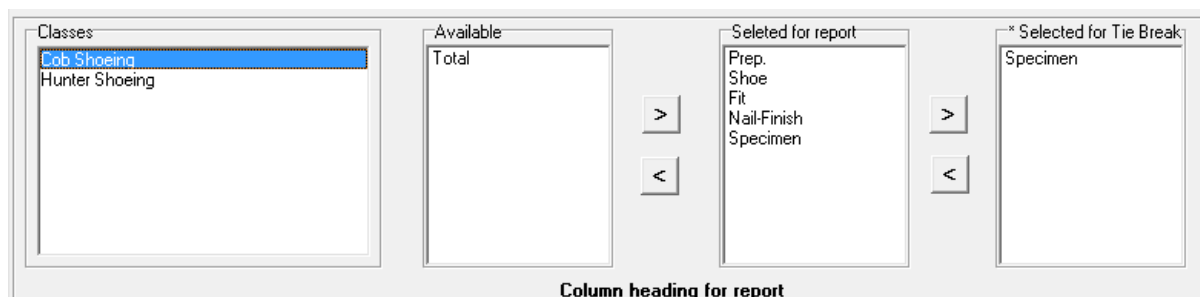 Classes
Cob Shoeing
Hunter Shoeing
Available
Total
>
<
Seleted for report
Prep.
Shoe
Fit
Nail-Finish
Specimen
>
<
* Selected for Tie Break
Specimen
Column heading for report